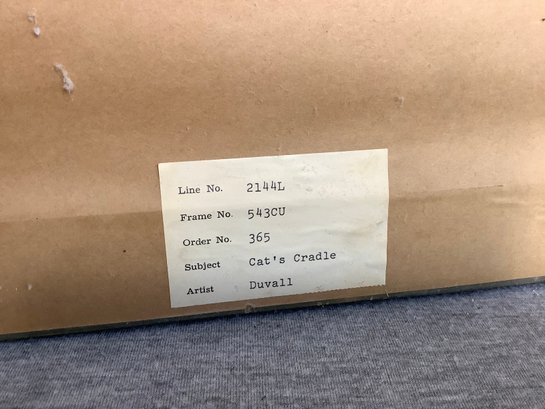 Line No. 2144L
Frame No. 543CU
Order No. 365
Subject Cat's Cradle
Artist Duvall